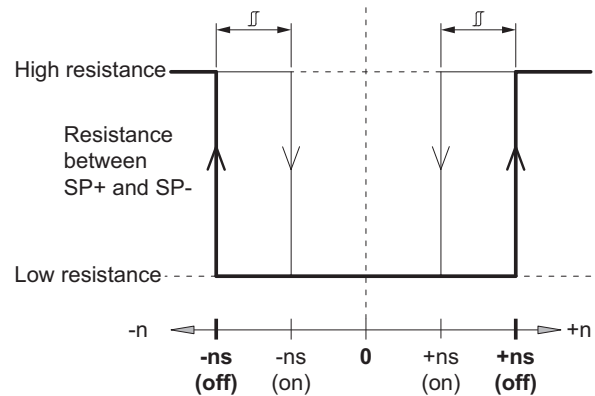 High resistance
Resistance
between
SP+ and SP-
Low resistance
-n
+n
-ns
(off)
-ns
(on)
0
+ns
(on)
+ns
(off)